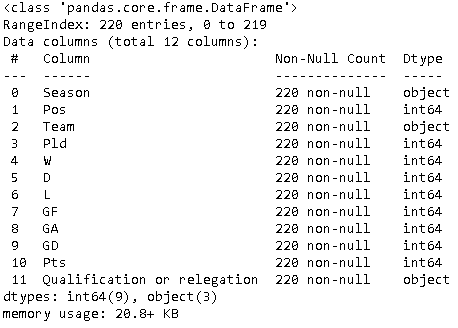 <class 'pandas.core.frame.DataFrame'>
RangeIndex: 220 entries, 0 to 219
Data columns (total 12 columns):
 #   Column                       Non-Null Count  Dtype
---  ------                       --------------  -----
 0   Season                       220 non-null    object
 1   Pos                          220 non-null    int64
 2   Team                         220 non-null    object
 3   Pld                          220 non-null    int64
 4   W                            220 non-null    int64
 5   D                            220 non-null    int64
 6   L                            220 non-null    int64
 7   GF                           220 non-null    int64
 8   GA                           220 non-null    int64
 9   GD                           220 non-null    int64
 10  Pts                          220 non-null    int64
 11  Qualification or relegation  220 non-null    object
dtypes: int64(9), object(3)
memory usage: 20.8+ KB